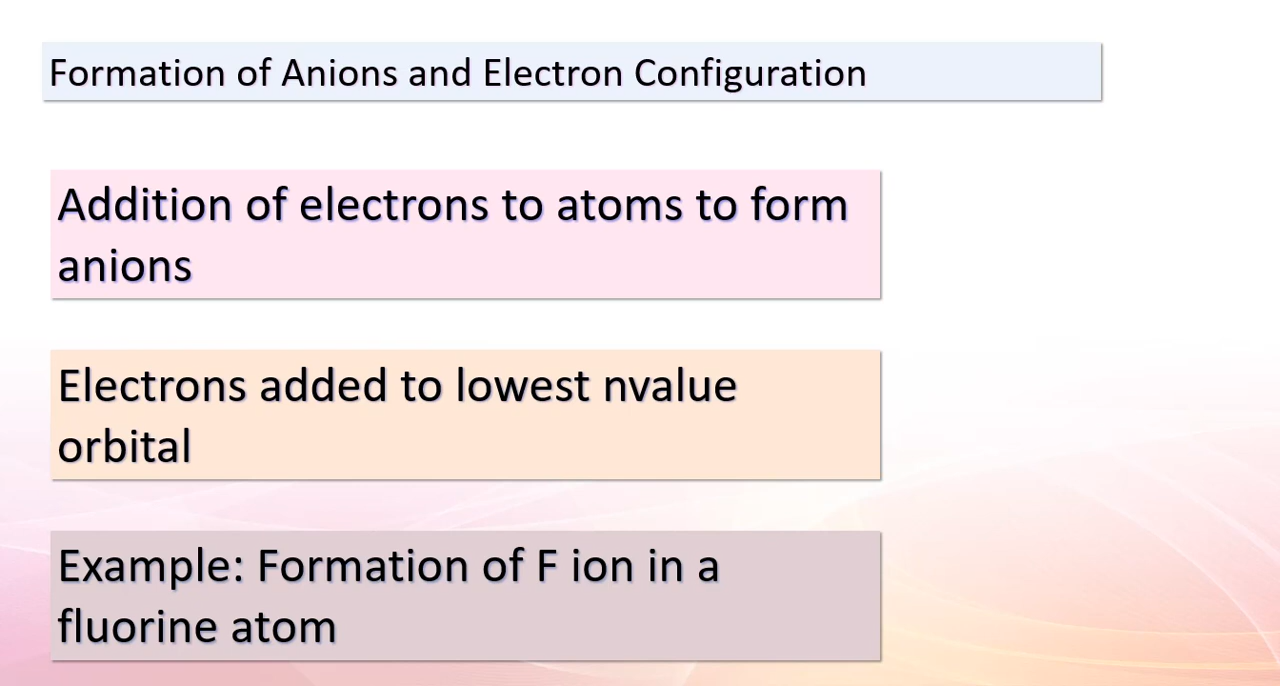 Formation of Anions and Electron Configuration
Addition of electrons to atoms to form
anions
Electrons added to lowest nvalue
orbital
Example: Formation of F ion in a
fluorine atom